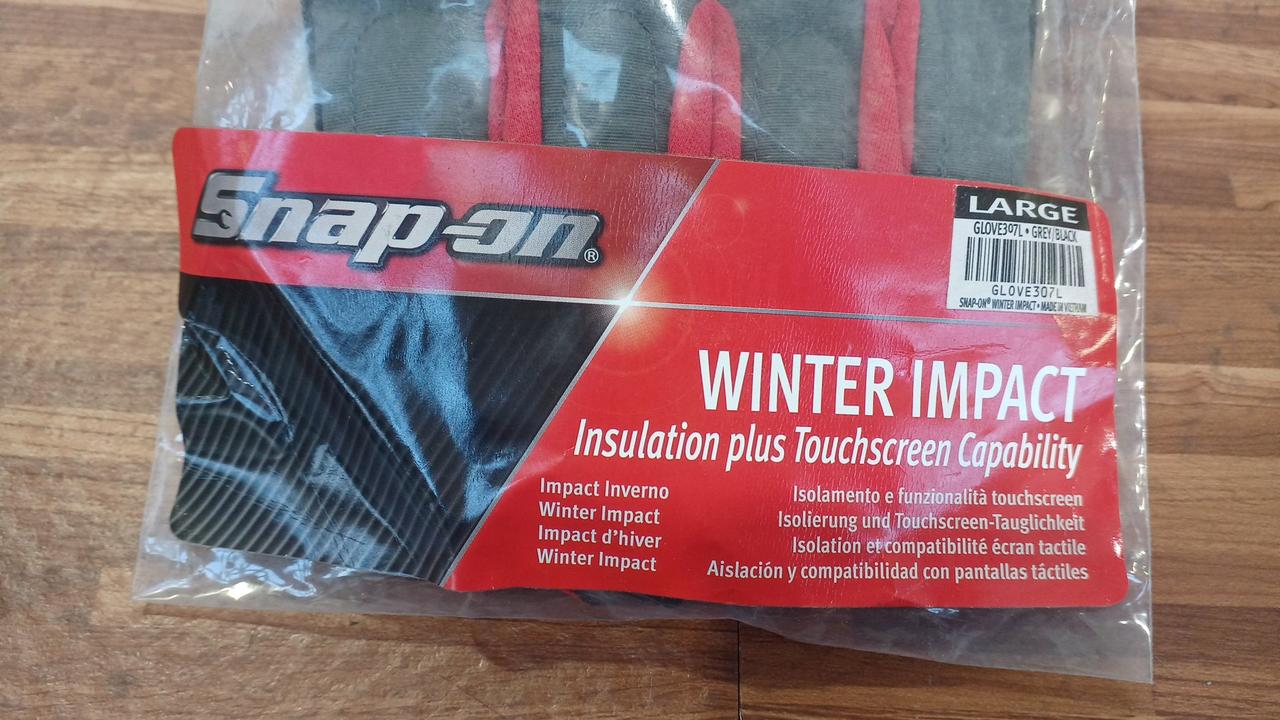 Snap-on®
LARGE
GLOVE307L • GREY/BLACK
GLOVE307L
SNAP-ON® WINTER IMPACT • MADE IN VIETNAM
WINTER IMPACT
Insulation plus Touchscreen Capability
Impact Inverno
Winter Impact
Impact d'hiver
Winter Impact
Isolamento e funzionalità touchscreen
Isolierung und Touchscreen-Tauglichkeit
Isolation et compatibilité écran tactile
Aislación y compatibilidad con pantallas táctiles